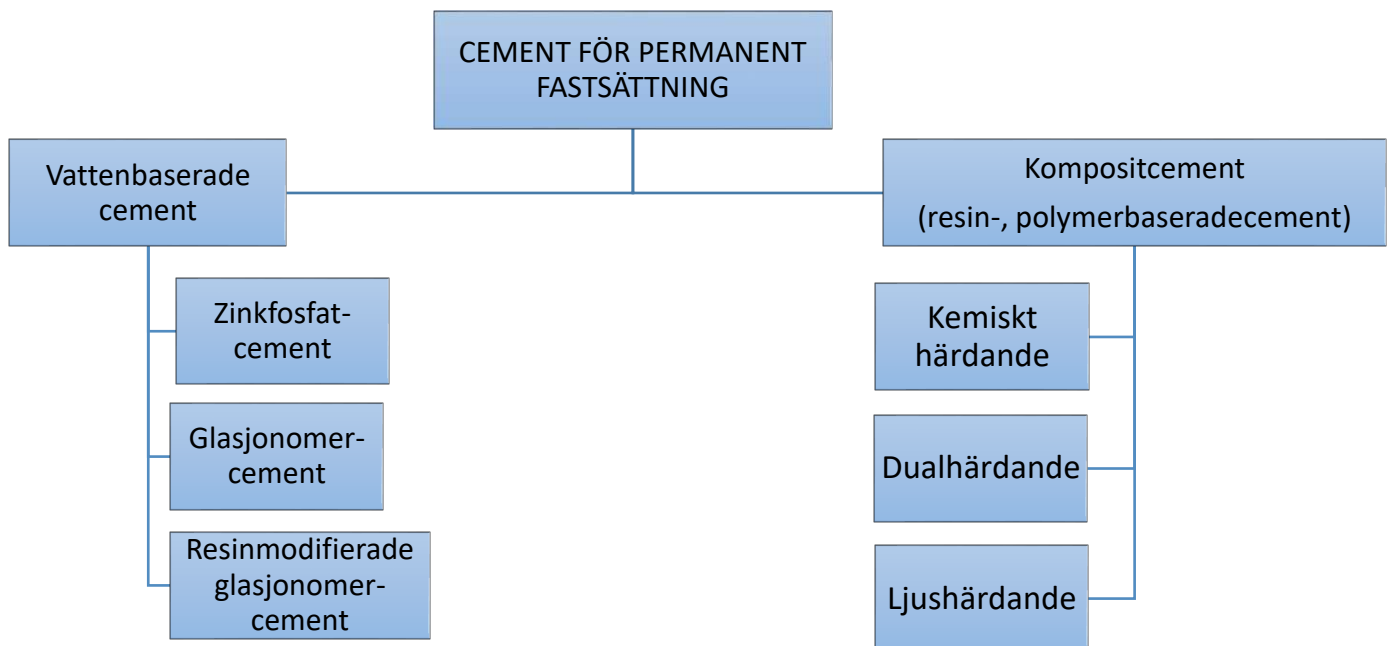 CEMENT FÖR PERMANENT
FASTSÄTTNING
Vattenbaserade
cement
Zinkfosfat-
cement
Glasjonomer-
cement
Resinmodifierade
glasjonomer-
cement
Kompositcement
(resin-, polymerbaseradecement)
Kemiskt
härdande
Dualhärdande
Ljushärdande